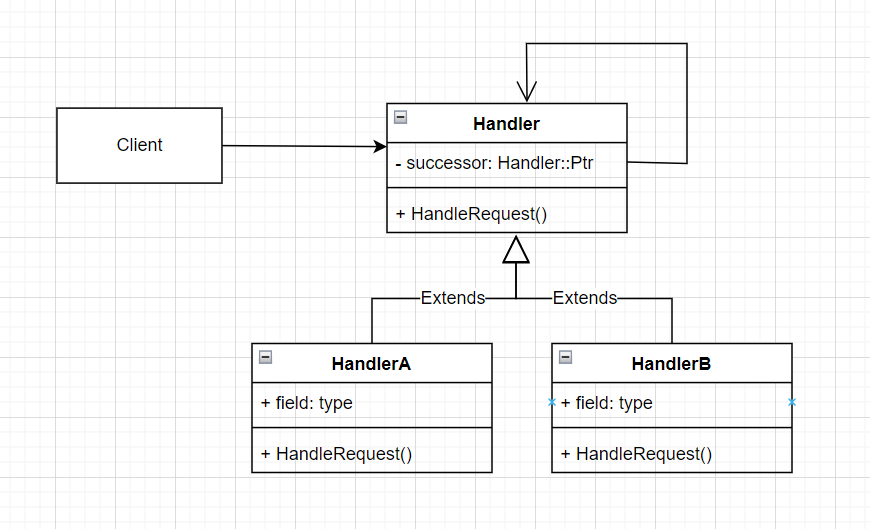 Client
Handler
- successor: Handler::Ptr
+ HandleRequest()
Extends
Extends
HandlerA
+ field: type
+ HandleRequest()
HandlerB
+ field: type
+ HandleRequest()